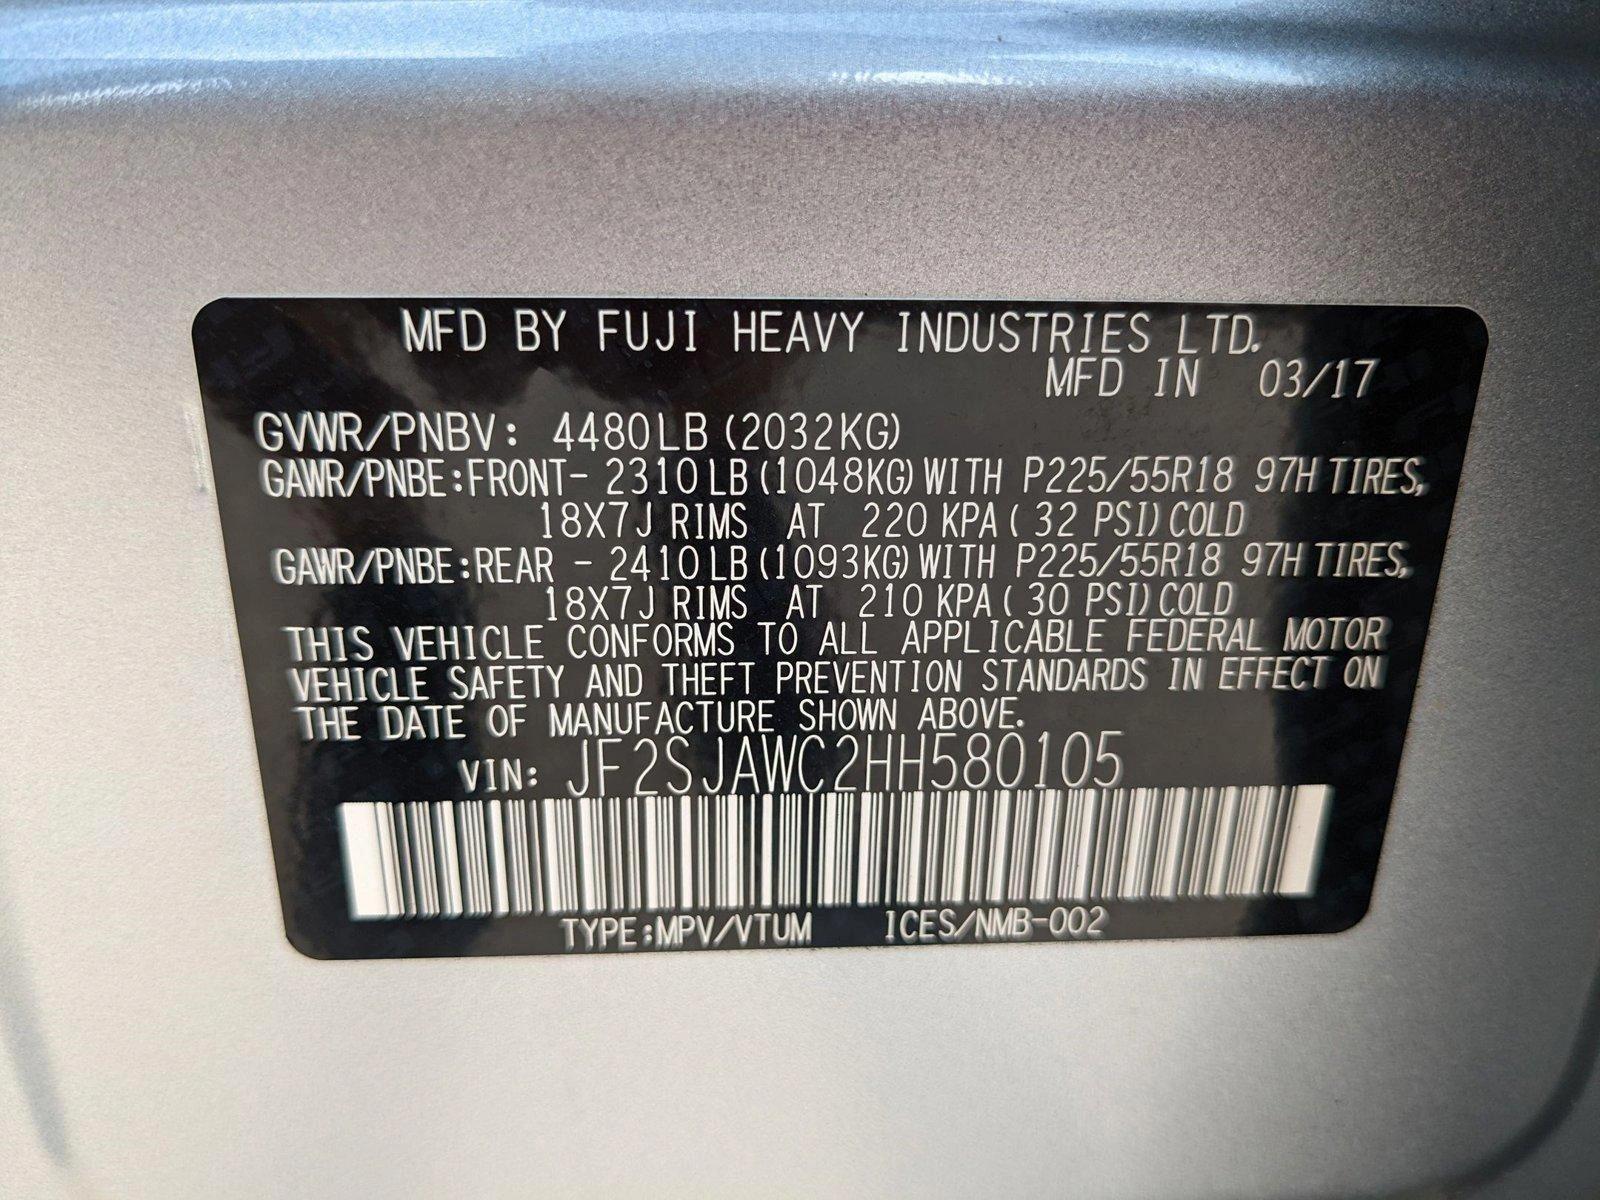 MFD BY FUJI HEAVY INDUSTRIES LTD.
MFD IN 03/17
GVWR/PNBV: 4480LB (2032KG)
GAWR/PNBE:FRONT- 2310LB (1048KG) WITH P225/55R18 97H TIRES,
18X7J RIMS AT 220 KPA ( 32 PSI) COLD
GAWR/PNBE:REAR - 2410LB (1093KG) WITH P225/55R18 97H TIRES,
18X7J RIMS AT 210 KPA ( 30 PSI) COLD
THIS VEHICLE CONFORMS TO ALL APPLICABLE FEDERAL MOTOR
VEHICLE SAFETY AND THEFT PREVENTION STANDARDS IN EFFECT ON
THE DATE OF MANUFACTURE SHOWN ABOVE.
VIN: JF2SJAWC2HH580105
TYPE:MPV/VTUM ICES/NMB-002